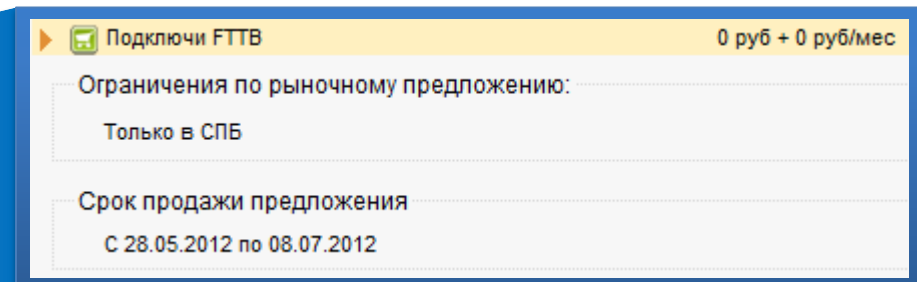 Подключи FTTB 0 руб + 0 руб/мес
Ограничения по рыночному предложению:
Только в СПБ
Срок продажи предложения
С 28.05.2012 по 08.07.2012